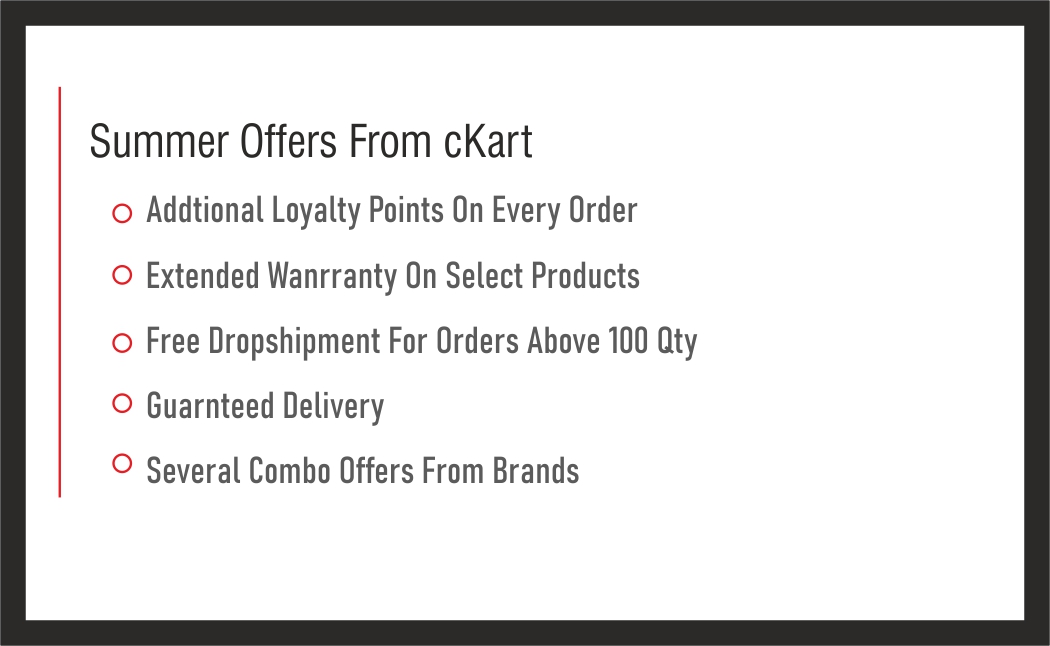 Summer Offers From cKart
Addtional Loyalty Points On Every Order
Extended Wanrranty On Select Products
Free Dropshipment For Orders Above 100 Qty
Guarnteed Delivery
Several Combo Offers From Brands